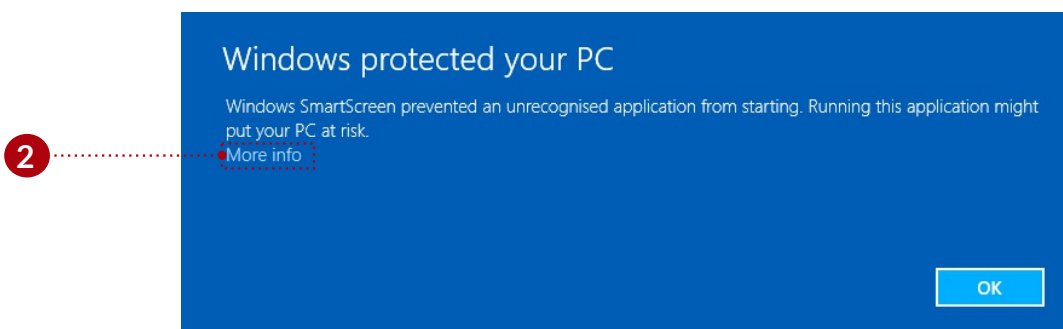 Windows protected your PC
Windows SmartScreen prevented an unrecognised application from starting. Running this application might
put your PC at risk.
2
More info
OK